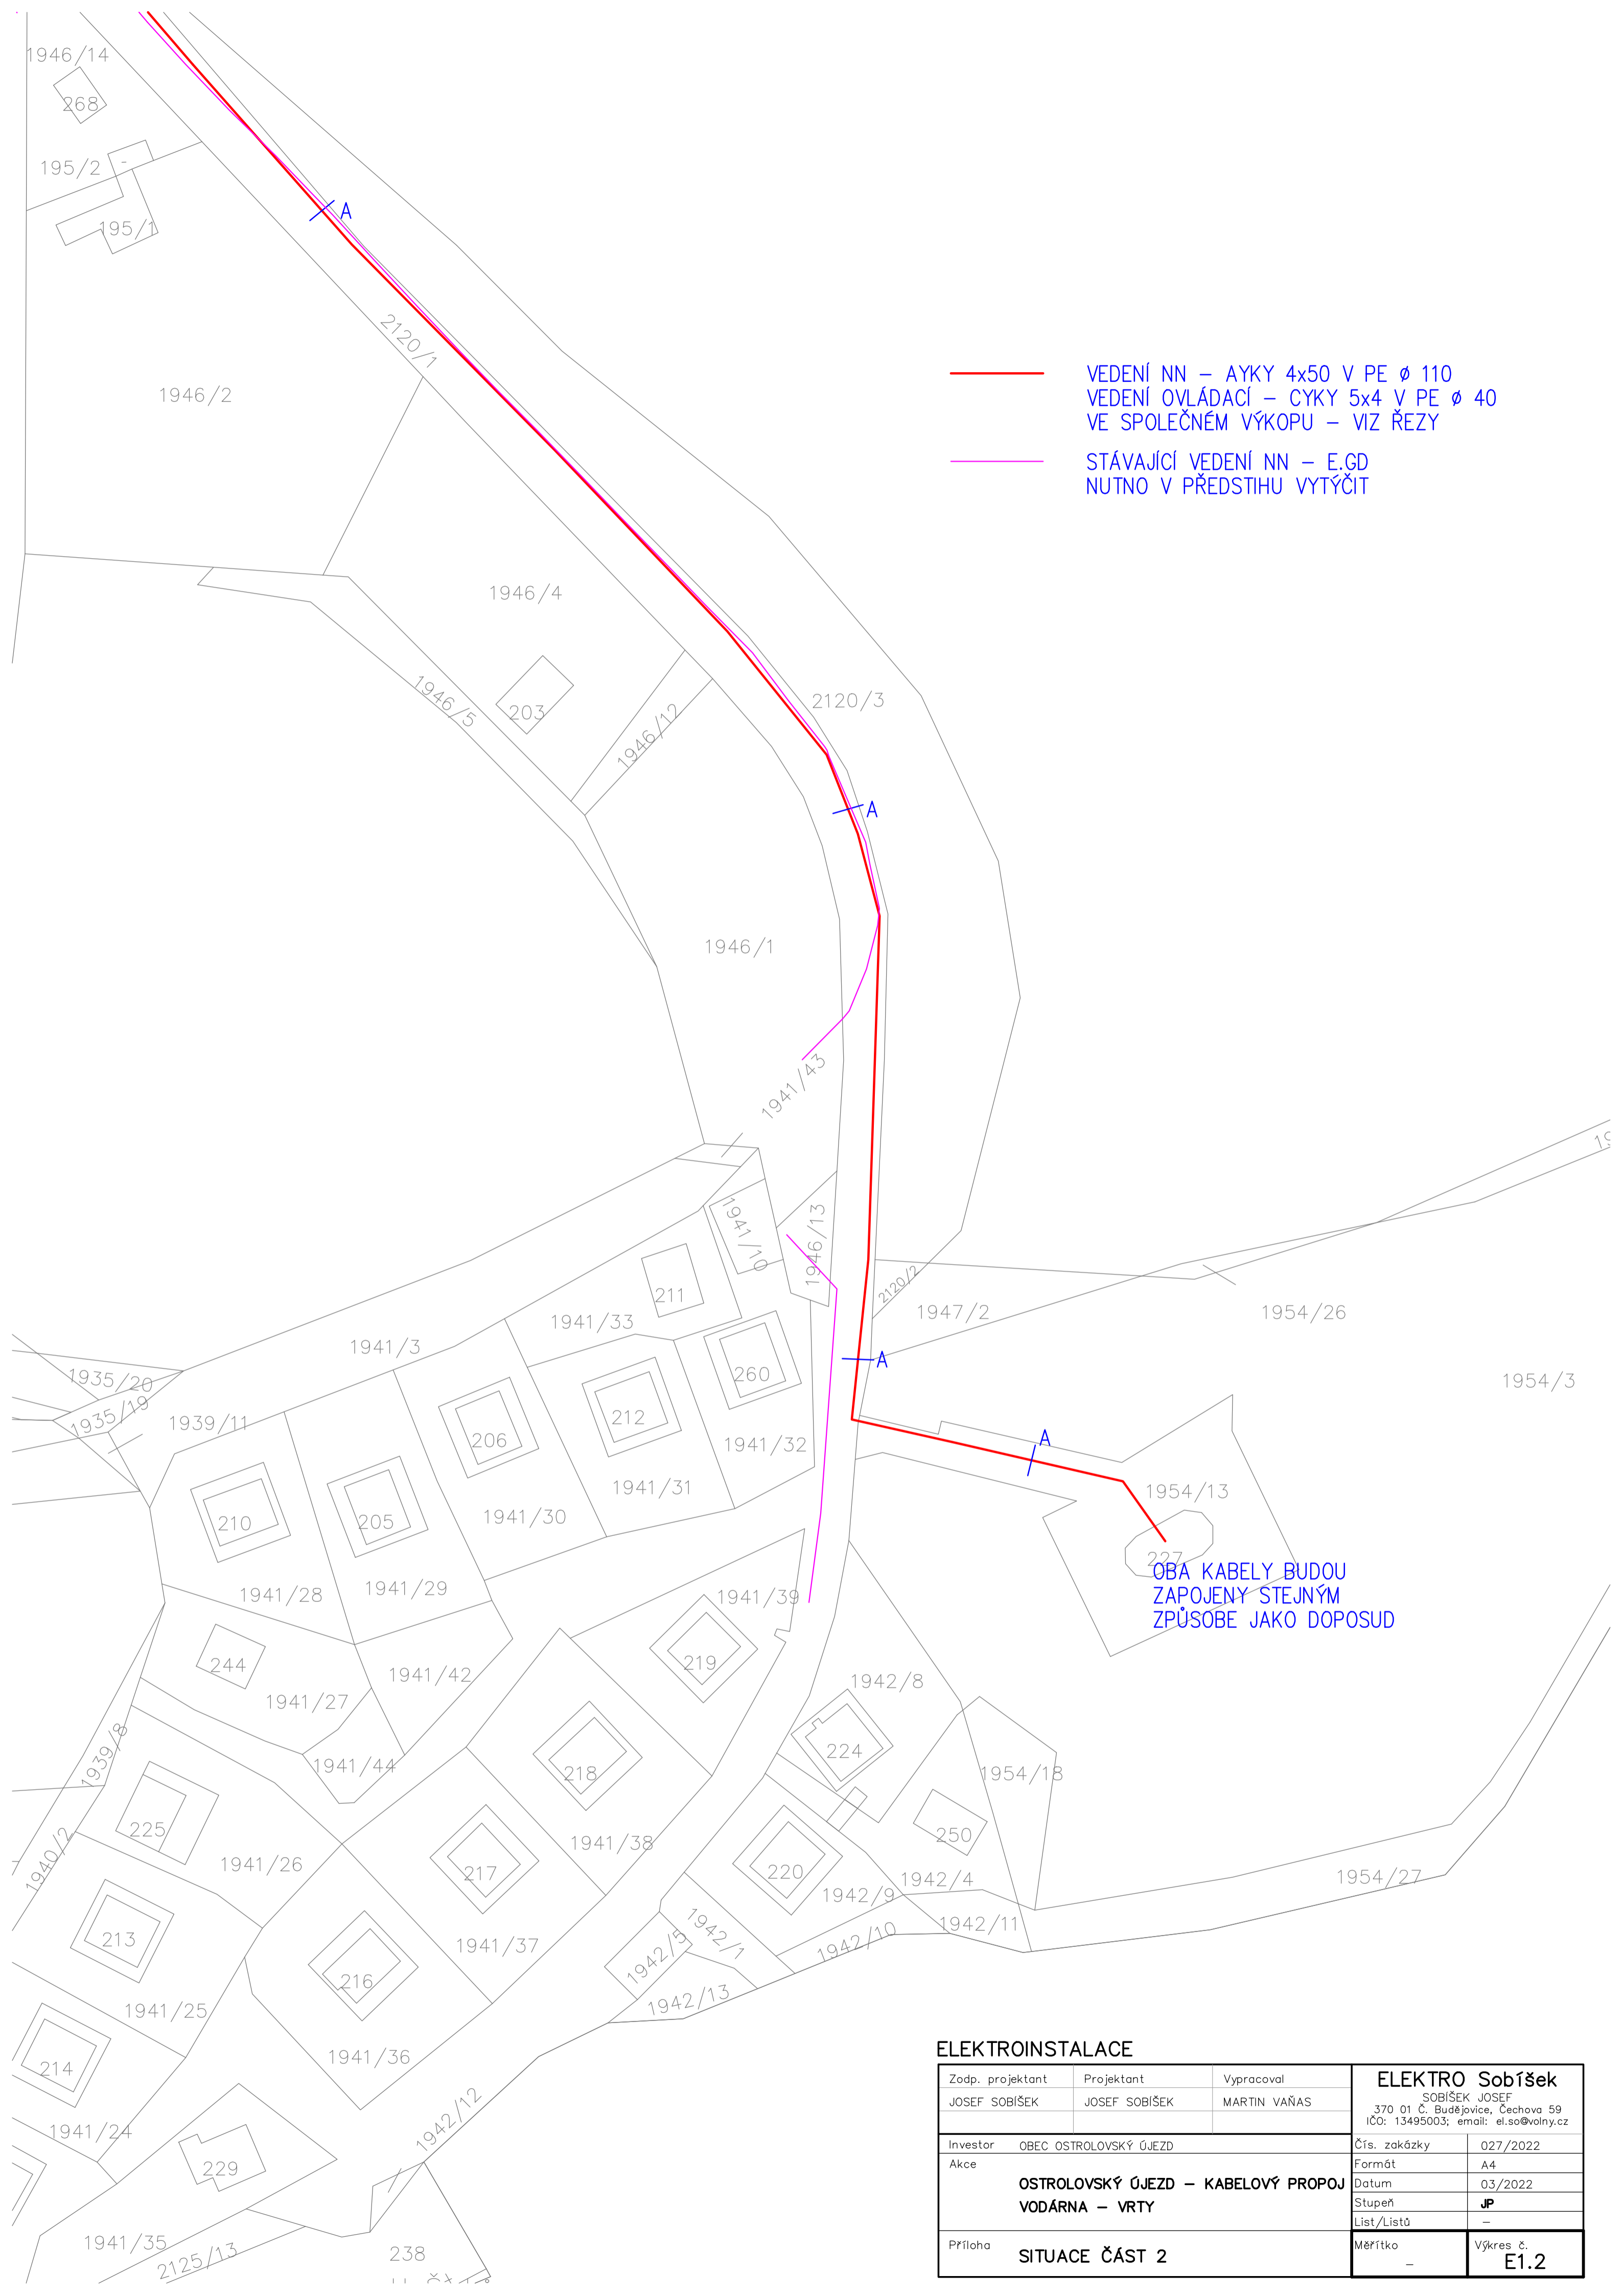 1946/14
268
195/2
-
195/1
A
2120/1
1946/2
VEDENÍ NN – AYKY 4x50 V PE ø 110
VEDENÍ OVLÁDACÍ – CYKY 5x4 V PE ø 40
VE SPOLEČNÉM VÝKOPU – VIZ ŘEZY
STÁVAJÍCÍ VEDENÍ NN – E.GD
NUTNO V PŘEDSTIHU VYTÝČIT
1946/4
1946/5
203
1946/12
2120/3
A
1946/1
1941/43
1941/10
1946/13
211
2120/2
1947/2
1954/26
1941/33
1941/3
A
260
1935/20
1954/3
1935/19
1939/11
212
206
1941/32
A
1941/31
1954/13
210
205
1941/30
227
OBA KABELY BUDOU
ZAPOJENY STEJNÝM
ZPŮSOBE JAKO DOPOSUD
1941/28
1941/29
1941/39
244
219
1941/42
1942/8
1941/27
1939/8
224
1941/44
218
1954/18
225
250
1941/38
1940/2
1941/26
217
220
1942/4
1954/27
1942/9
213
1942/1
1942/11
1941/37
1942/10
1942/5
216
1942/13
1941/25
214
1941/36
1942/12
1941/24
229
1941/35
2125/13
238
ELEKTROINSTALACE
Zodp. projektant
Projektant
Vypracoval
JOSEF SOBÍŠEK
JOSEF SOBÍŠEK
MARTIN VAŇAS
ELEKTRO Sobíšek
SOBÍŠEK JOSEF
370 01 Č. Budějovice, Čechova 59
IČO: 13495003; email: el.so@volny.cz
Investor OBEC OSTROLOVSKÝ ÚJEZD
Čís. zakázky 027/2022
Akce
OSTROLOVSKÝ ÚJEZD – KABELOVÝ PROPOJ
VODÁRNA – VRTY
Formát A4
Datum 03/2022
Stupeň JP
List/Listů –
Příloha SITUACE ČÁST 2
Měřítko –
Výkres č.
E1.2